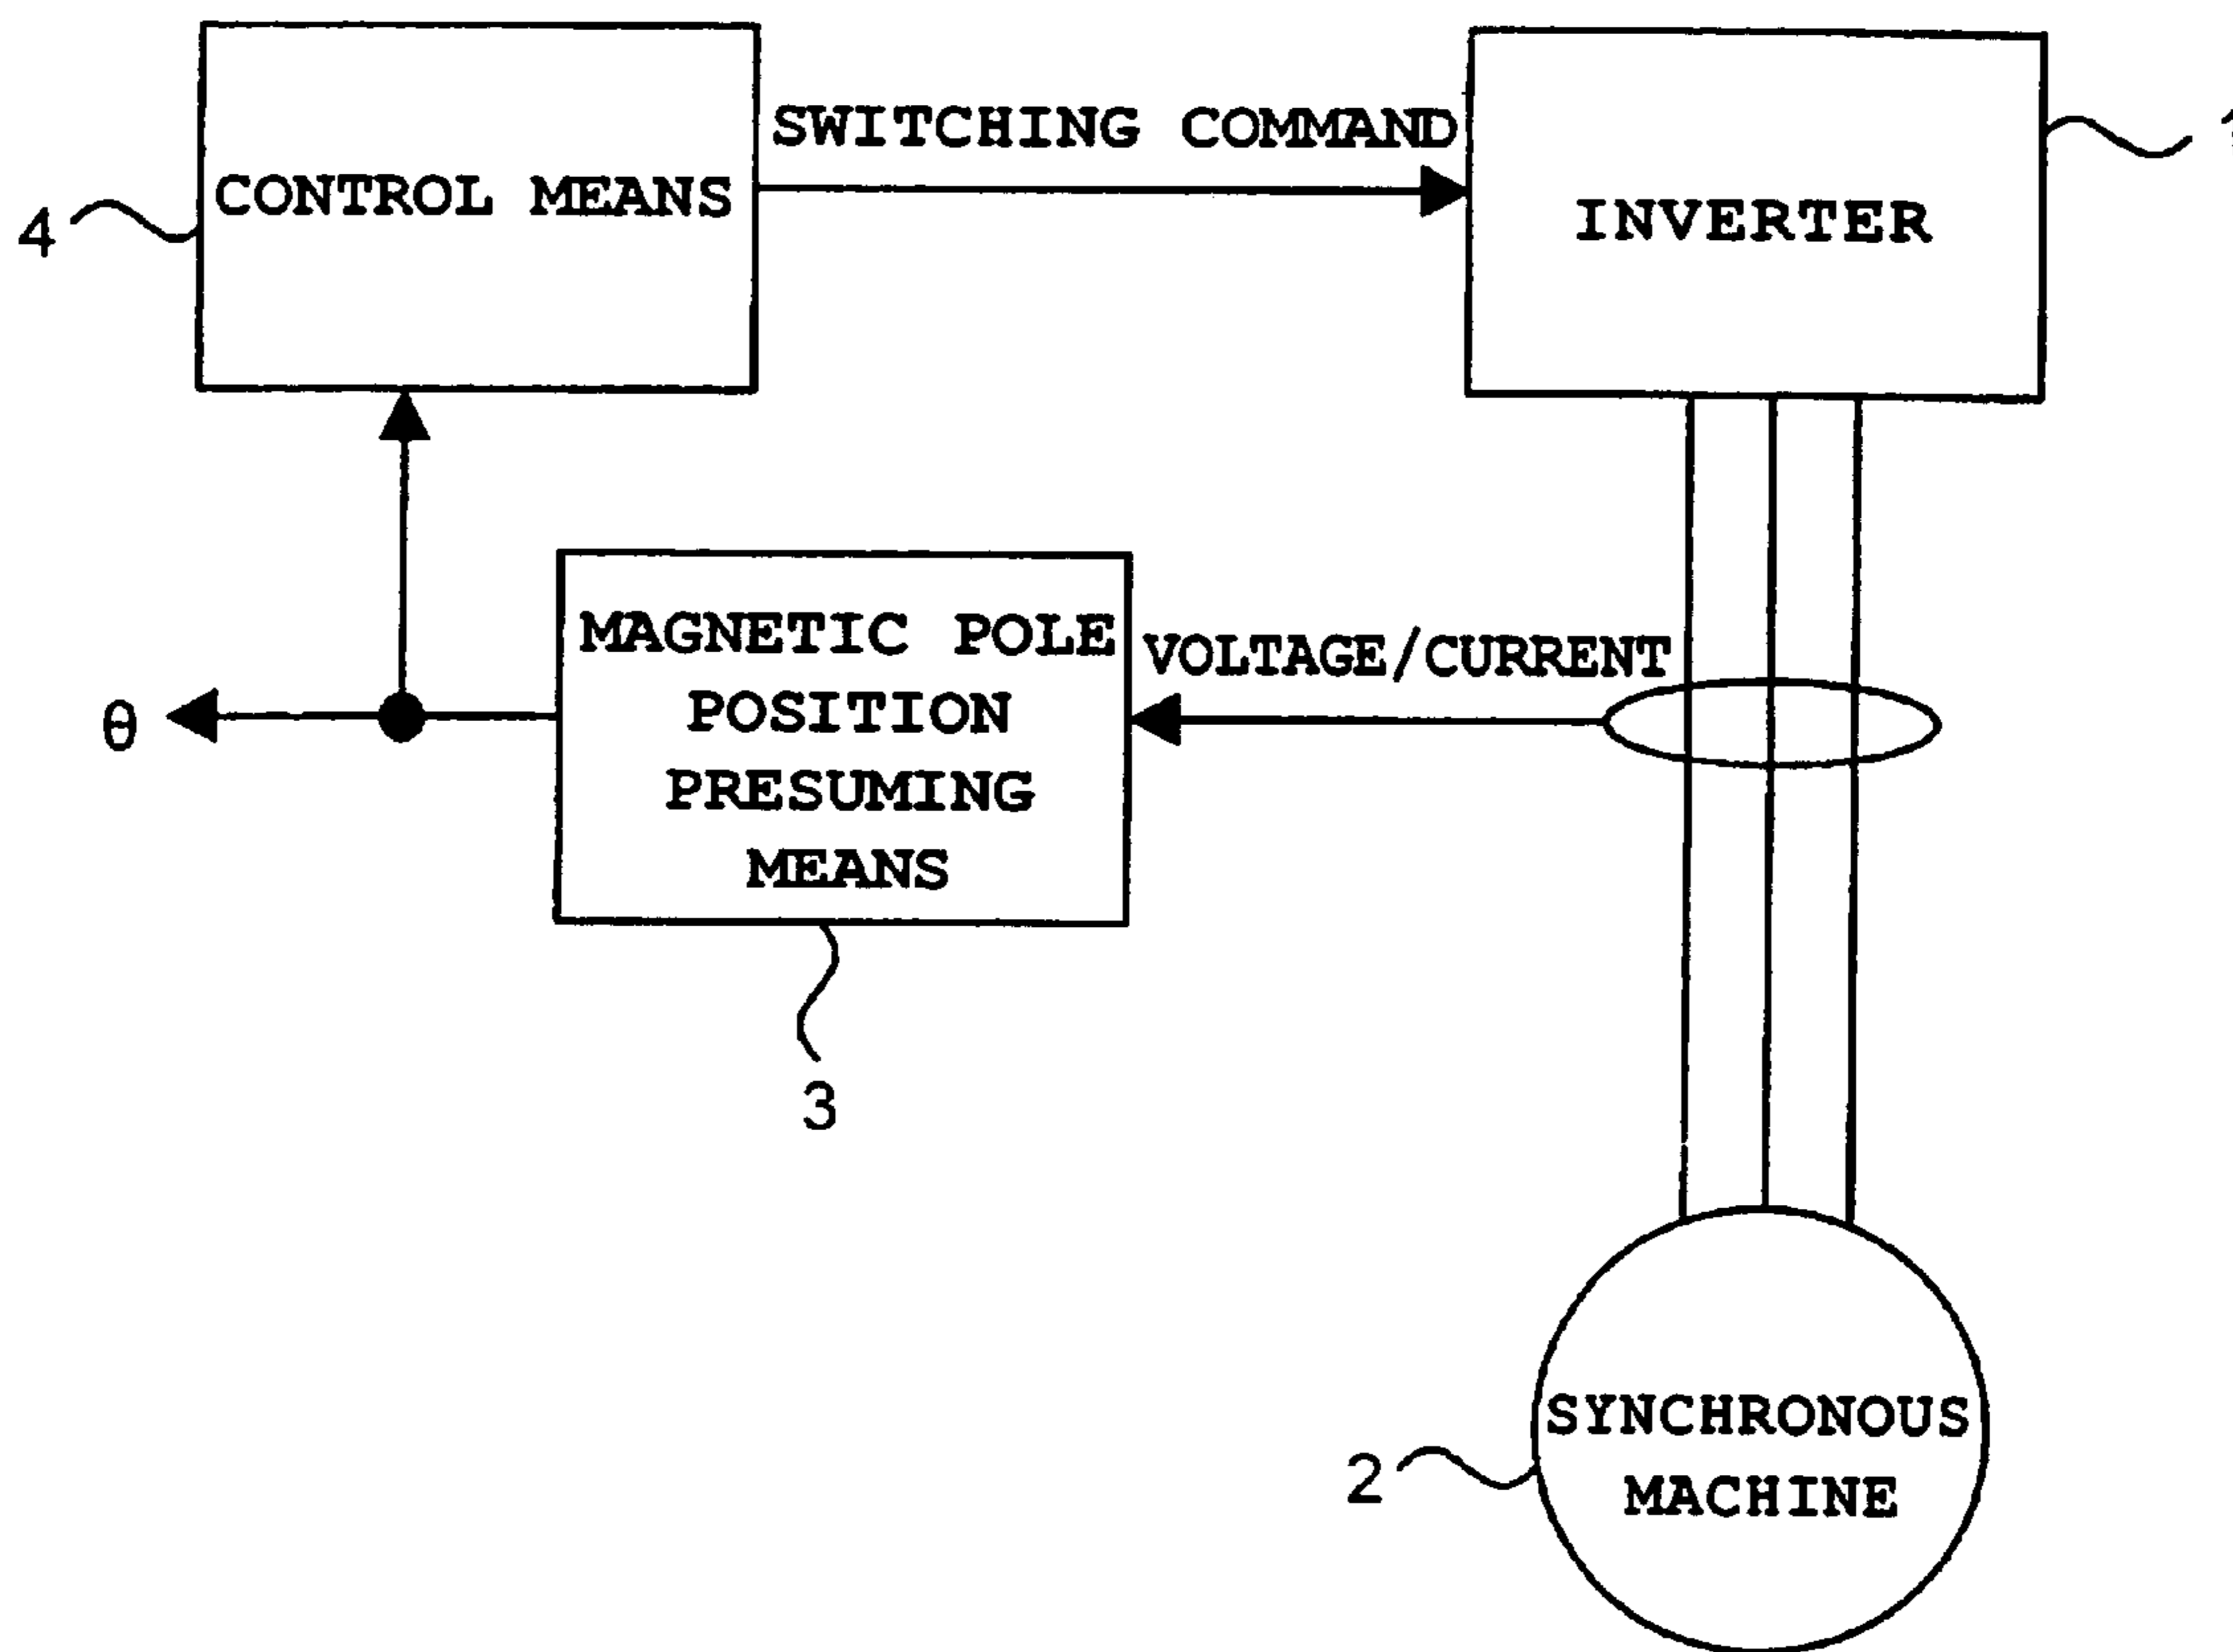 SWITCHING COMMAND
CONTROL MEANS
INVERTER
4
MAGNETIC POLE
POSITION
PRESUMING
MEANS
VOLTAGE/CURRENT
θ
3
SYNCHRONOUS
MACHINE
2